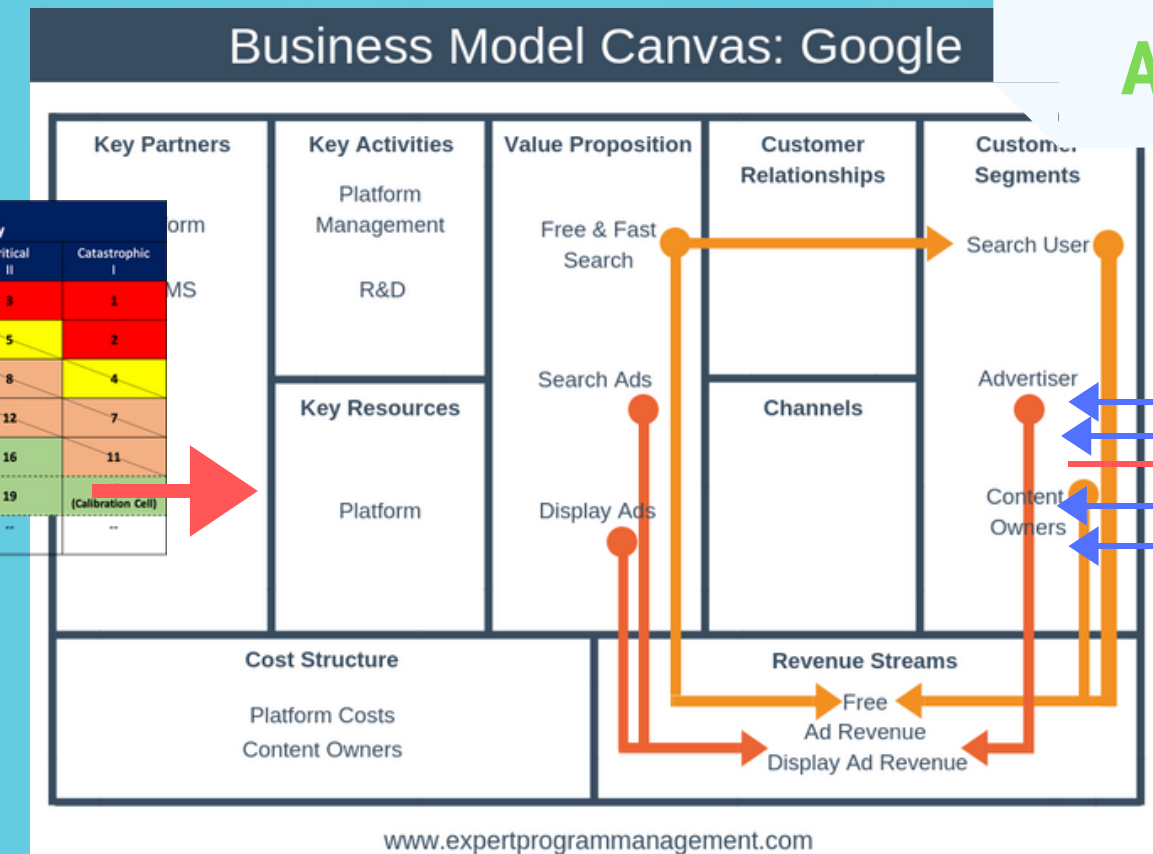 Business Model Canvas: Google
A
Key Partners
orm
MS
Key Activities
Platform
Management
R&D
Key Resources
Platform
Value Proposition
Free & Fast
Search
Search Ads
Display Ads
Customer
Relationships
Channels
Customer
Segments
Search User
Advertiser
Content
Owners
y
itical Catastrophic
II I
3 1
5 2
8 4
12 7
16 11
19 (Calibration Cell)
-- --
Cost Structure
Platform Costs
Content Owners
Revenue Streams
Free
Ad Revenue
Display Ad Revenue
www.expertprogrammanagement.com